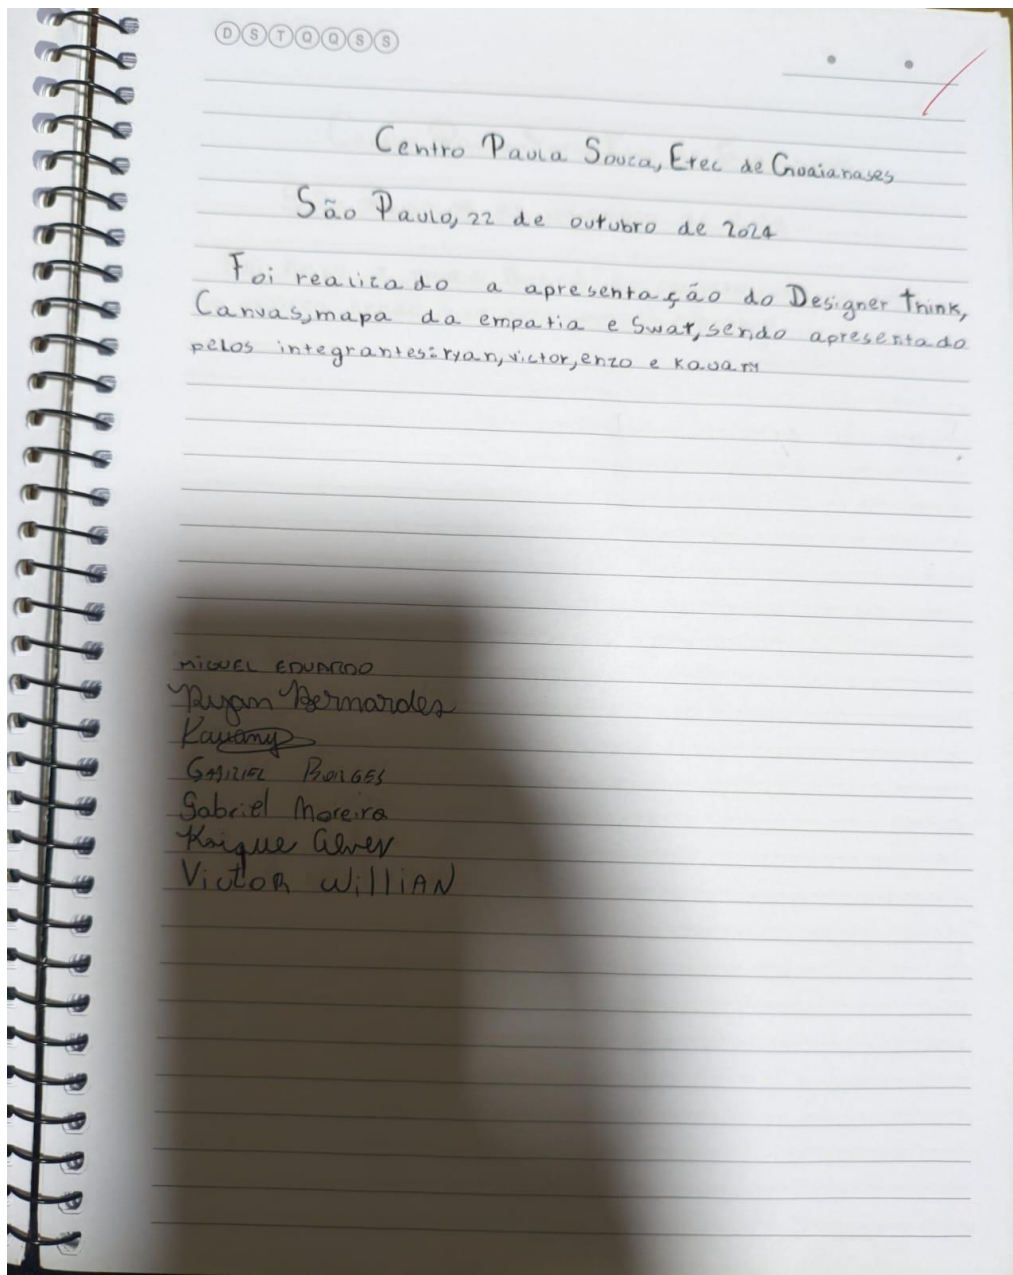 D S T Q Q S S
Centro Paula Souza, Etec de Guaianases
São Paulo, 22 de outubro de 2024
Foi realizado a apresentação do Designer Think,
Canvas, mapa da empatia e Swat, sendo apresentado
pelos integrantes: ryan, victor, enzo e Kauany
MIGUEL EDUARDO
Ryan Bernardes
Kauany
GABRIEL BORGES
Gabriel Moreira
Kaique Alves
Victor WilliAN